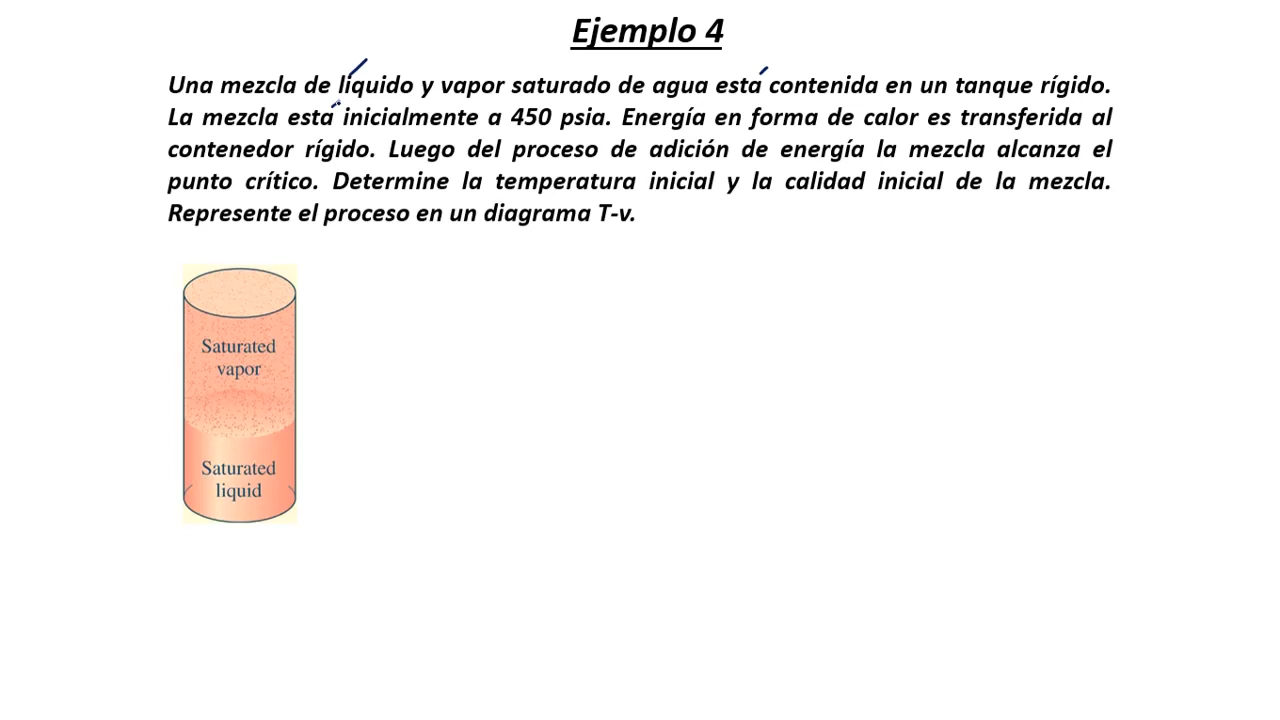 Ejemplo 4
Una mezcla de líquido y vapor saturado de agua está contenida en un tanque rígido.
La mezcla está inicialmente a 450 psia. Energía en forma de calor es transferida al
contenedor rígido. Luego del proceso de adición de energía la mezcla alcanza el
punto crítico. Determine la temperatura inicial y la calidad inicial de la mezcla.
Represente el proceso en un diagrama T-v.
Saturated
vapor
Saturated
liquid